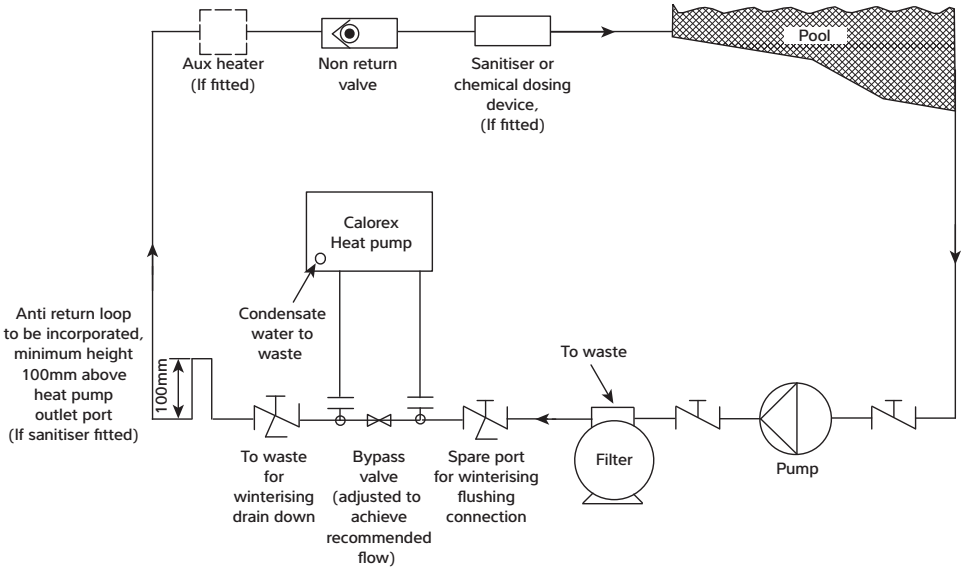 Aux heater
(If fitted)
Non return
valve
Sanitiser or
chemical dosing
device,
(If fitted)
Pool
Calorex
Heat pump
Condensate
water to
waste
Anti return loop
to be incorporated,
minimum height
100mm above
heat pump
outlet port
(If sanitiser fitted)
100mm
To waste
for
winterising
drain down
Bypass
valve
(adjusted to
achieve
recommended
flow)
Spare port
for winterising
flushing
connection
To waste
Filter
Pump